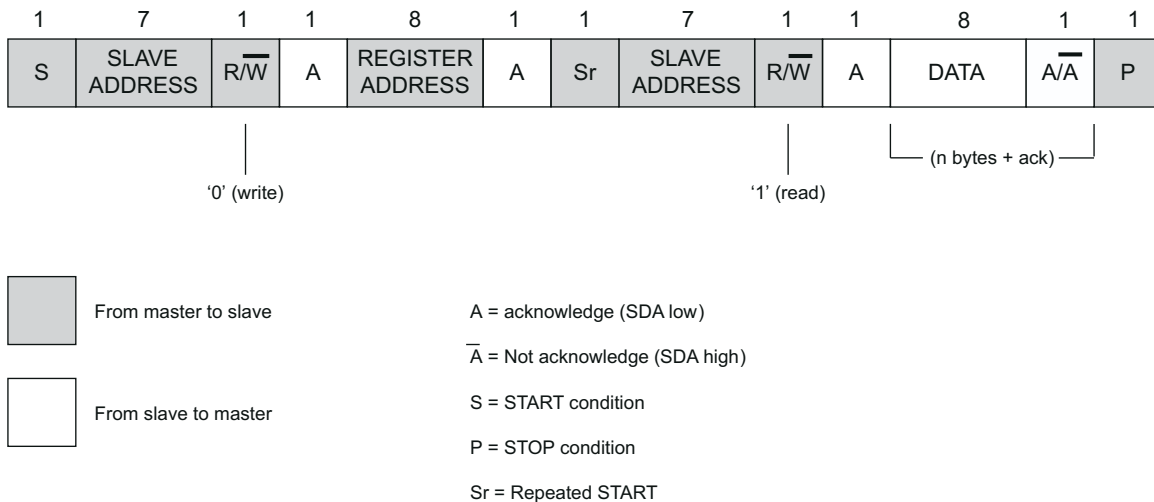 1 7 1 1 8 1 1 7 1 1 8 1 1
S SLAVE ADDRESS R/W̅ A REGISTER ADDRESS A Sr SLAVE ADDRESS R/W̅ A DATA A/A̅ P
(n bytes + ack)
‘0’ (write) ‘1’ (read)
From master to slave
From slave to master
A = acknowledge (SDA low)
A̅ = Not acknowledge (SDA high)
S = START condition
P = STOP condition
Sr = Repeated START